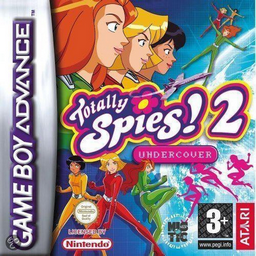 GAME BOY ADVANCE
Totally
Spies! 2
UNDERCOVER
LICENSED BY
Nintendo
3+
www.pegi.info
ATARI